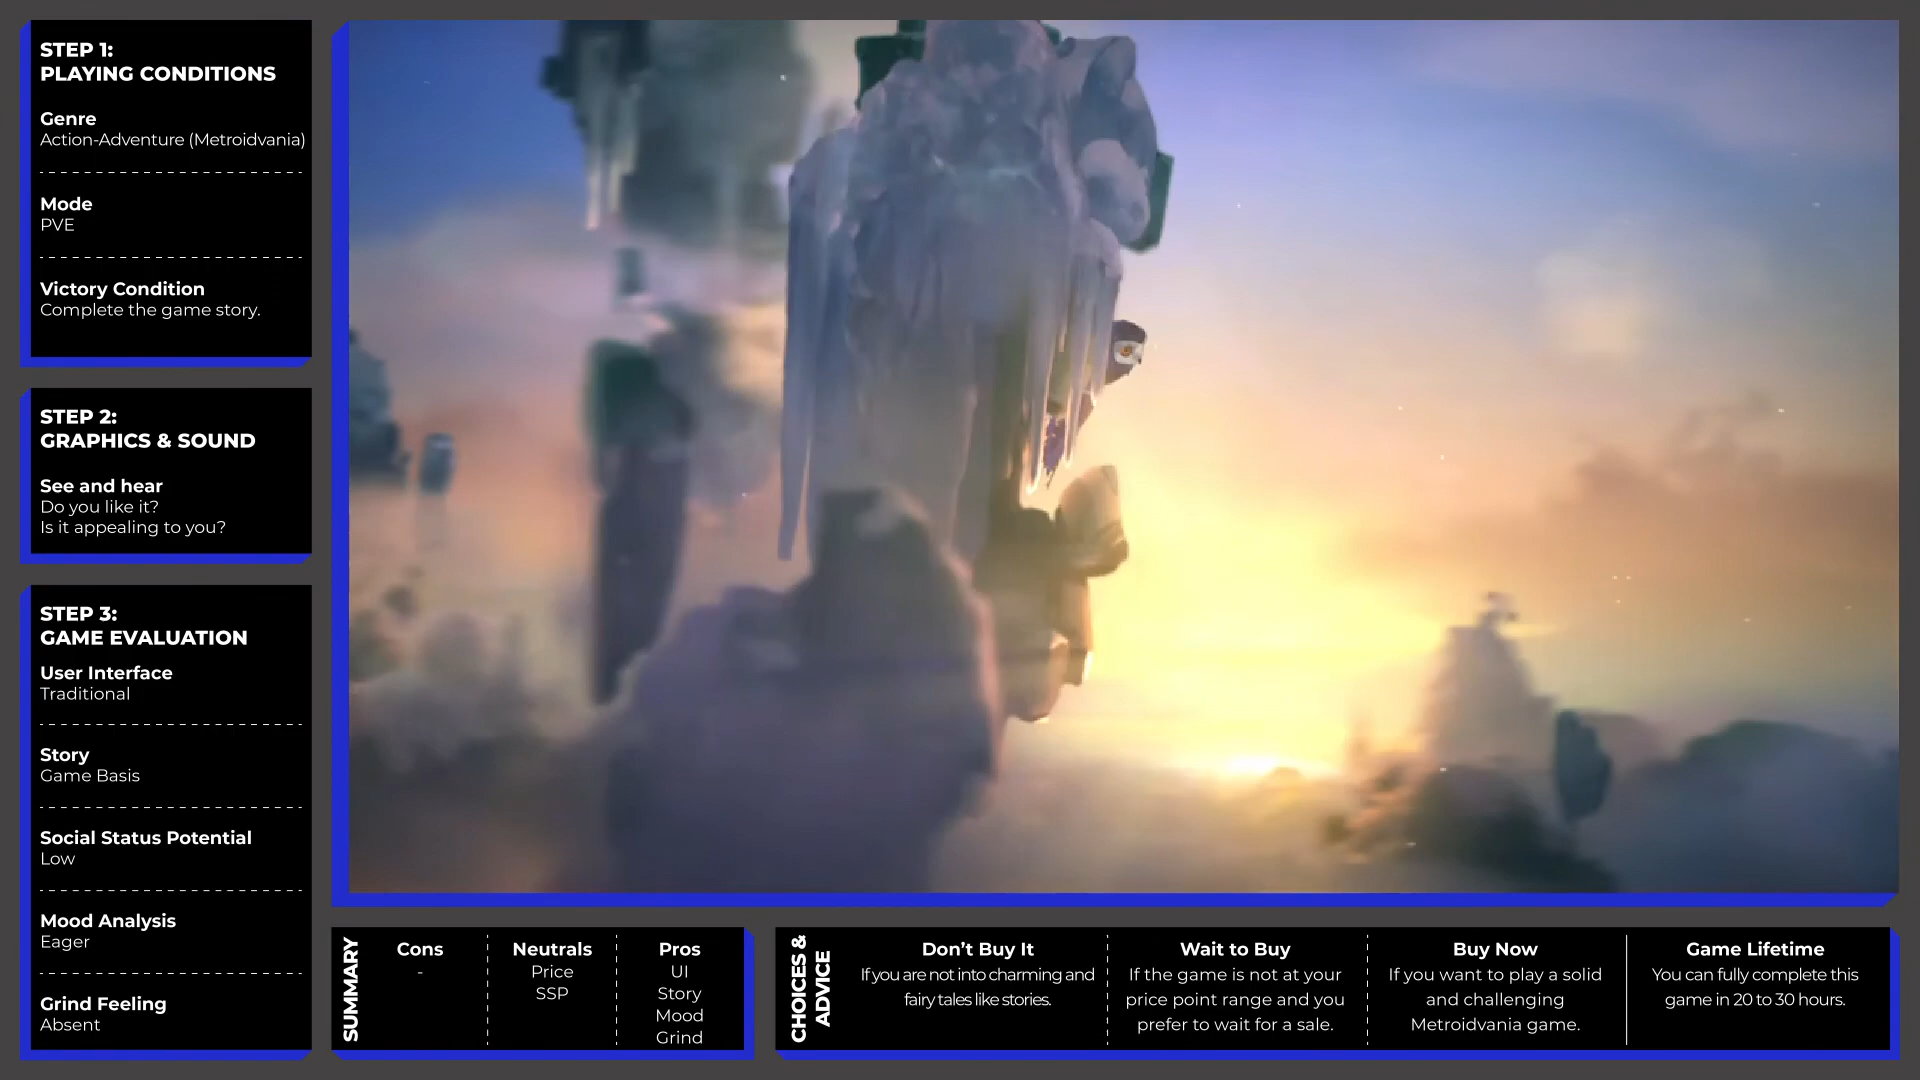 STEP 1:
PLAYING CONDITIONS
Genre
Action-Adventure (Metroidvania)
Mode
PVE
Victory Condition
Complete the game story.
STEP 2:
GRAPHICS & SOUND
See and hear
Do you like it?
Is it appealing to you?
STEP 3:
GAME EVALUATION
User Interface
Traditional
Story
Game Basis
Social Status Potential
Low
Mood Analysis
Eager
Grind Feeling
Absent
SUMMARY
Cons
-
Neutrals
Price
SSP
Pros
UI
Story
Mood
Grind
CHOICES &
ADVICE
Don’t Buy It
If you are not into charming and
fairy tales like stories.
Wait to Buy
If the game is not at your
price point range and you
prefer to wait for a sale.
Buy Now
If you want to play a solid
and challenging
Metroidvania game.
Game Lifetime
You can fully complete this
game in 20 to 30 hours.